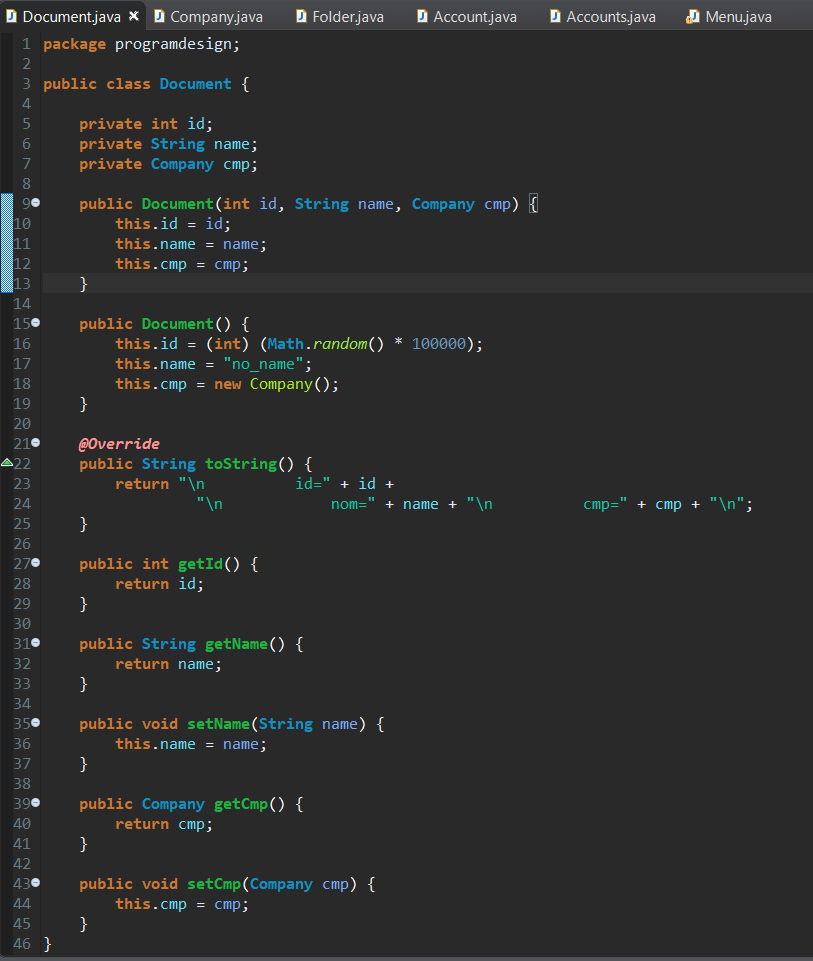 Document.java Company.java Folder.java Account.java Accounts.java Menu.java
1 package programdesign;
2
3 public class Document {
4
5     private int id;
6     private String name;
7     private Company cmp;
8
9     public Document(int id, String name, Company cmp) {
10         this.id = id;
11         this.name = name;
12         this.cmp = cmp;
13     }
14
15     public Document() {
16         this.id = (int) (Math.random() * 100000);
17         this.name = "no_name";
18         this.cmp = new Company();
19     }
20
21     @Override
22     public String toString() {
23         return "\n          id=" + id +
24                  "\n            nom=" + name + "\n          cmp=" + cmp + "\n";
25     }
26
27     public int getId() {
28         return id;
29     }
30
31     public String getName() {
32         return name;
33     }
34
35     public void setName(String name) {
36         this.name = name;
37     }
38
39     public Company getCmp() {
40         return cmp;
41     }
42
43     public void setCmp(Company cmp) {
44         this.cmp = cmp;
45     }
46 }